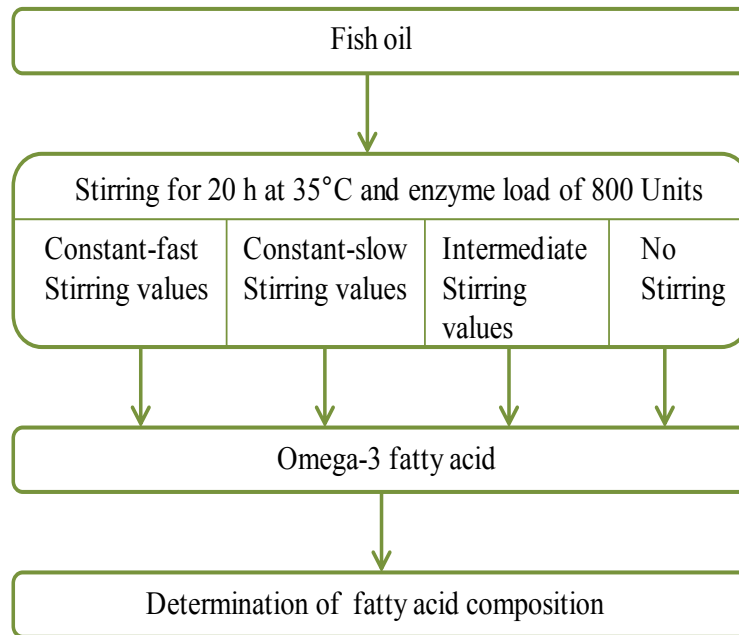 Fish oil
Stirring for 20 h at 35°C and enzyme load of 800 Units
Constant-fast
Stirring values
Constant-slow
Stirring values
Intermediate
Stirring
values
No
Stirring
Omega-3 fatty acid
Determination of fatty acid composition